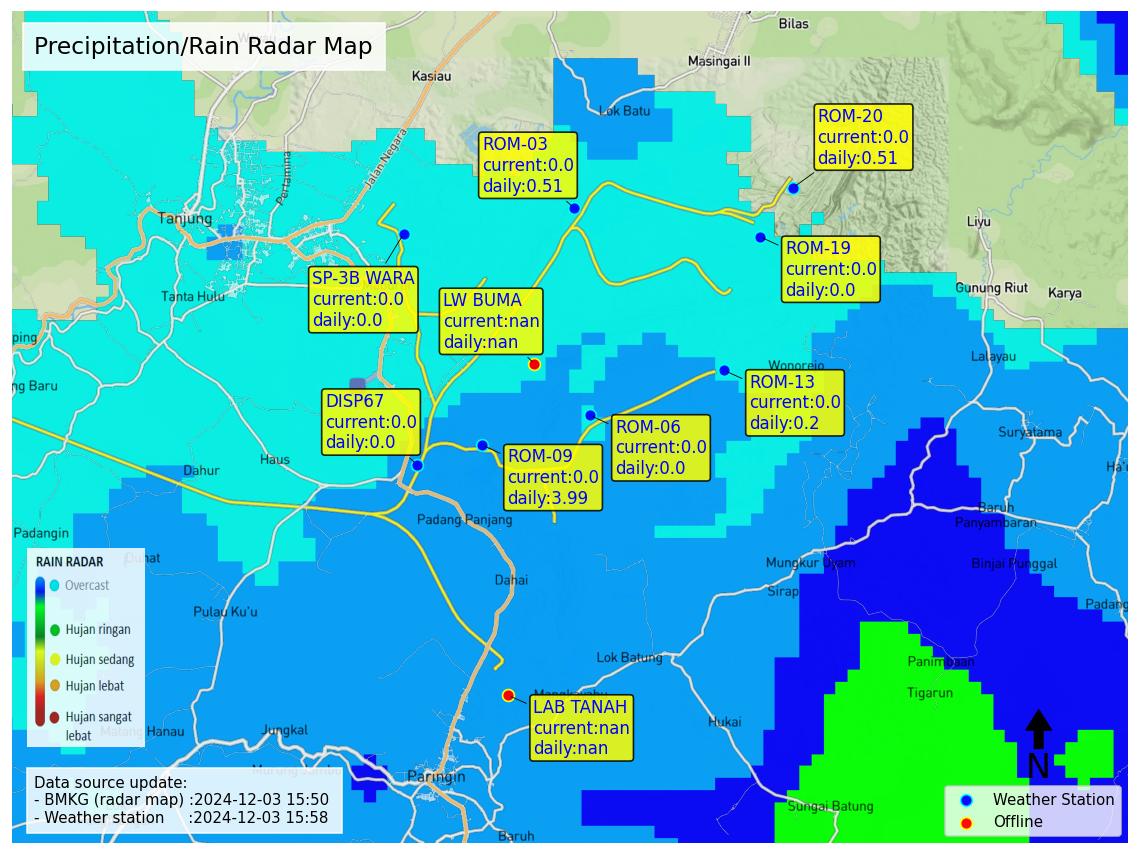 Precipitation/Rain Radar Map
Bilas
Masingai II
Kasiau
Lok Batu
Jalan Negara
Pertamina
Tanjung
Tanta Hulu
Liyu
Gunung Riut
Karya
Lalayau
Wonorejo
Suryatama
ROM-20
current:0.0
daily:0.51
ROM-03
current:0.0
daily:0.51
ROM-19
current:0.0
daily:0.0
SP-3B WARA
current:0.0
daily:0.0
LW BUMA
current:nan
daily:nan
ROM-13
current:0.0
daily:0.2
DISP67
current:0.0
daily:0.0
ROM-06
current:0.0
daily:0.0
ROM-09
current:0.0
daily:3.99
ping
ng Baru
Haus
Dahur
Padangin
Padang Panjang
Baruh
Panyambaran
Mungkur Uyam
Binjai Punggal
Sirap
Dahai
Padang
Pulau Ku'u
Lok Batung
Panimbaan
Tigarun
Hukai
Jungkal
Paringin
Sungai Batung
Baruh
LAB TANAH
current:nan
daily:nan
RAIN RADAR
Overcast
Hujan ringan
Hujan sedang
Hujan lebat
Hujan sangat
lebat
Data source update:
- BMKG (radar map) :2024-12-03 15:50
- Weather station :2024-12-03 15:58
N
Weather Station
Offline